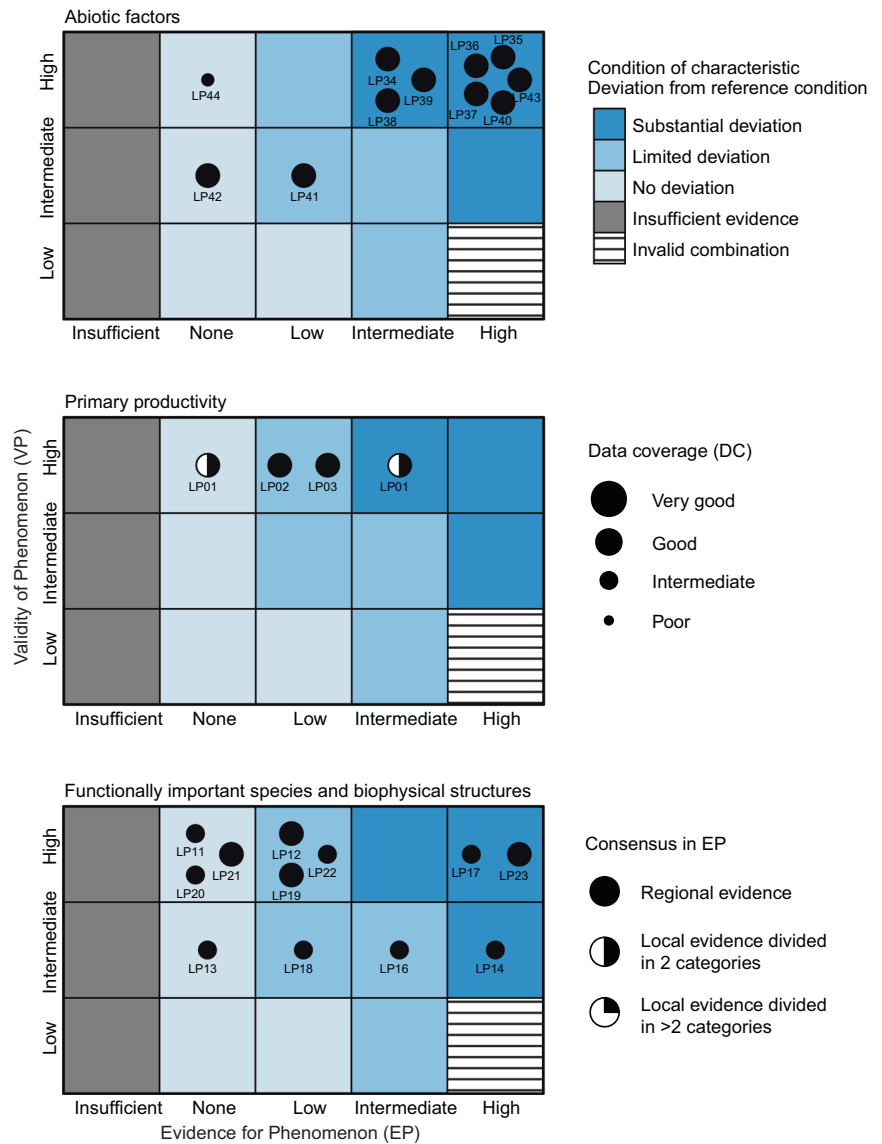 Abiotic factors
High
Intermediate
Low
LP44
LP34
LP39
LP38
LP36
LP35
LP43
LP37
LP40
LP42
LP41
Insufficient
None
Low
Intermediate
High
Condition of characteristic
Deviation from reference condition
Substantial deviation
Limited deviation
No deviation
Insufficient evidence
Invalid combination
Primary productivity
Validity of Phenomenon (VP)
High
Intermediate
Low
LP01
LP02
LP03
LP01
Insufficient
None
Low
Intermediate
High
Data coverage (DC)
Very good
Good
Intermediate
Poor
Functionally important species and biophysical structures
High
Intermediate
Low
LP11
LP21
LP20
LP12
LP22
LP19
LP17
LP23
LP13
LP18
LP16
LP14
Insufficient
None
Low
Intermediate
High
Evidence for Phenomenon (EP)
Consensus in EP
Regional evidence
Local evidence divided
in 2 categories
Local evidence divided
in >2 categories